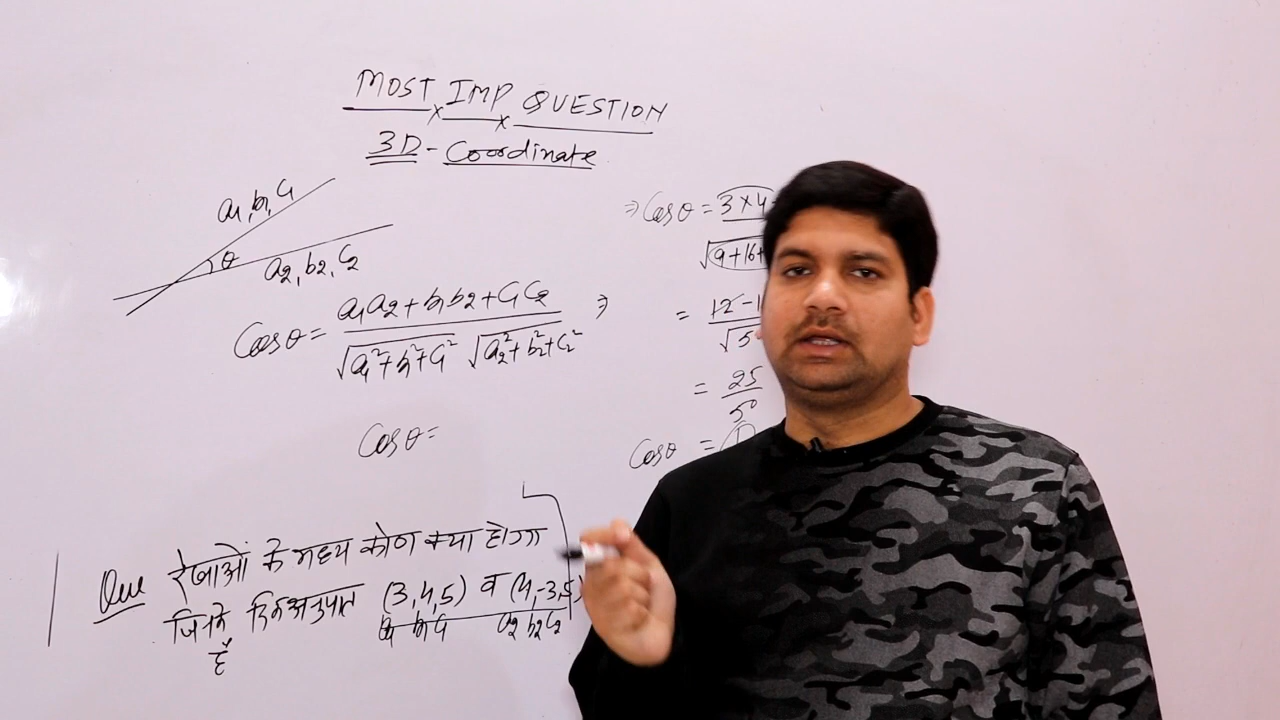 MOST IMP QUESTION
3D - Coordinate
a₁, b₁, c₁
θ
a₂, b₂, c₂
Cosθ = a₁a₂ + b₁b₂ + c₁c₂ / √a₁² + b₁² + c₁² √a₂² + b₂² + c₂² ⇒
Cosθ =
⇒ Cosθ = 3×4
√9+16+
= 12-1
√5
= 25
50
Cosθ = 1
Que रेखाओं के मध्य कोण क्या होगा
जिनके दिक्अनुपात (3,4,5) व (4,-3,5)
हैं a₁ b₁ c₁ a₂ b₂ c₂